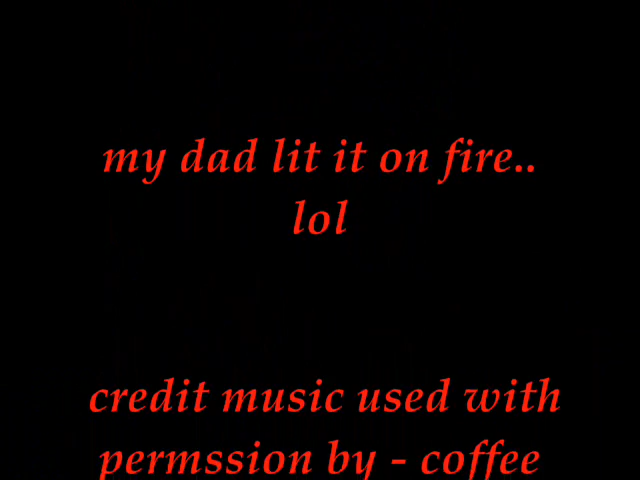 my dad lit it on fire..
lol
credit music used with
permssion by - coffee